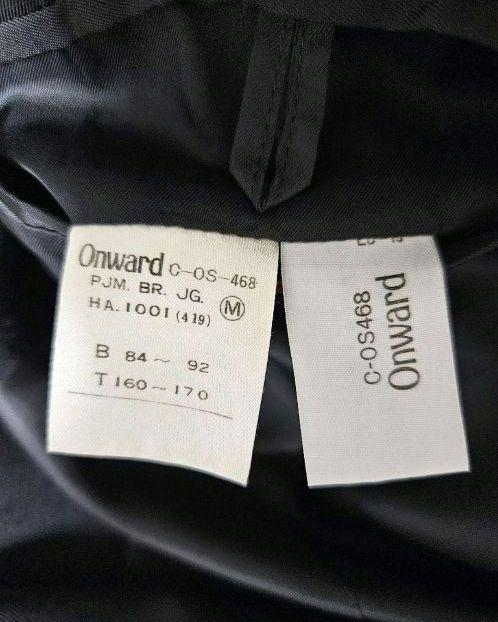 Onward C-OS-468
PJM. BR. JG.
HA. 1001 (419) M
B 84 ~ 92
T 160 ~ 170
C-OS468
Onward